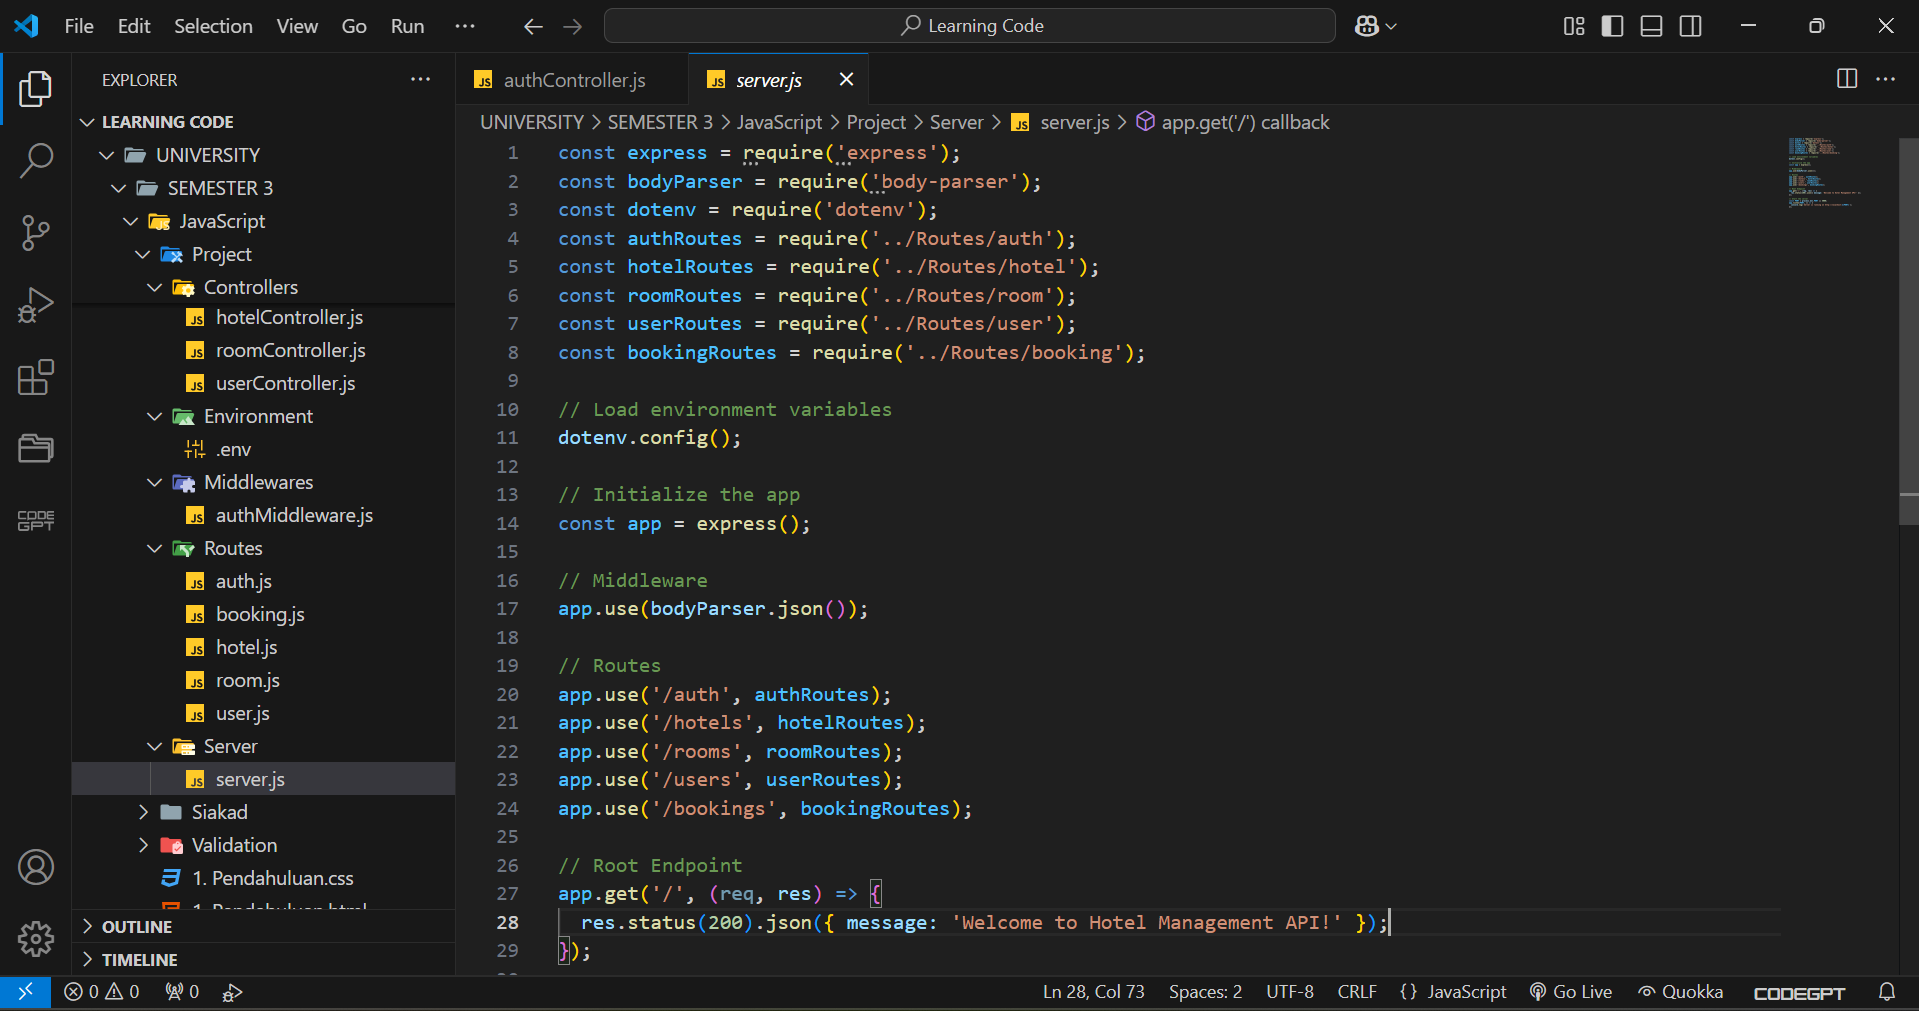 File Edit Selection View Go Run ··· Learning Code
EXPLORER ···
LEARNING CODE
UNIVERSITY
SEMESTER 3
JavaScript
Project
Controllers
hotelController.js
roomController.js
userController.js
Environment
.env
Middlewares
authMiddleware.js
Routes
auth.js
booking.js
hotel.js
room.js
user.js
Server
server.js
Siakad
Validation
1. Pendahuluan.css
1. Pendahuluan.html
OUTLINE
TIMELINE
CODE GPT
authController.js server.js
UNIVERSITY > SEMESTER 3 > JavaScript > Project > Server > JS server.js > app.get('/') callback
1 const express = require('express');
2 const bodyParser = require('body-parser');
3 const dotenv = require('dotenv');
4 const authRoutes = require('../Routes/auth');
5 const hotelRoutes = require('../Routes/hotel');
6 const roomRoutes = require('../Routes/room');
7 const userRoutes = require('../Routes/user');
8 const bookingRoutes = require('../Routes/booking');
9
10 // Load environment variables
11 dotenv.config();
12
13 // Initialize the app
14 const app = express();
15
16 // Middleware
17 app.use(bodyParser.json());
18
19 // Routes
20 app.use('/auth', authRoutes);
21 app.use('/hotels', hotelRoutes);
22 app.use('/rooms', roomRoutes);
23 app.use('/users', userRoutes);
24 app.use('/bookings', bookingRoutes);
25
26 // Root Endpoint
27 app.get('/', (req, res) => {
28 res.status(200).json({ message: 'Welcome to Hotel Management API!' });
29 });
0 0 0 Ln 28, Col 73 Spaces: 2 UTF-8 CRLF {} JavaScript Go Live Quokka CODEGPT